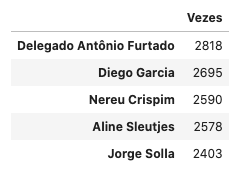 Vezes
Delegado Antônio Furtado 2818
Diego Garcia 2695
Nereu Crispim 2590
Aline Sleutjes 2578
Jorge Solla 2403